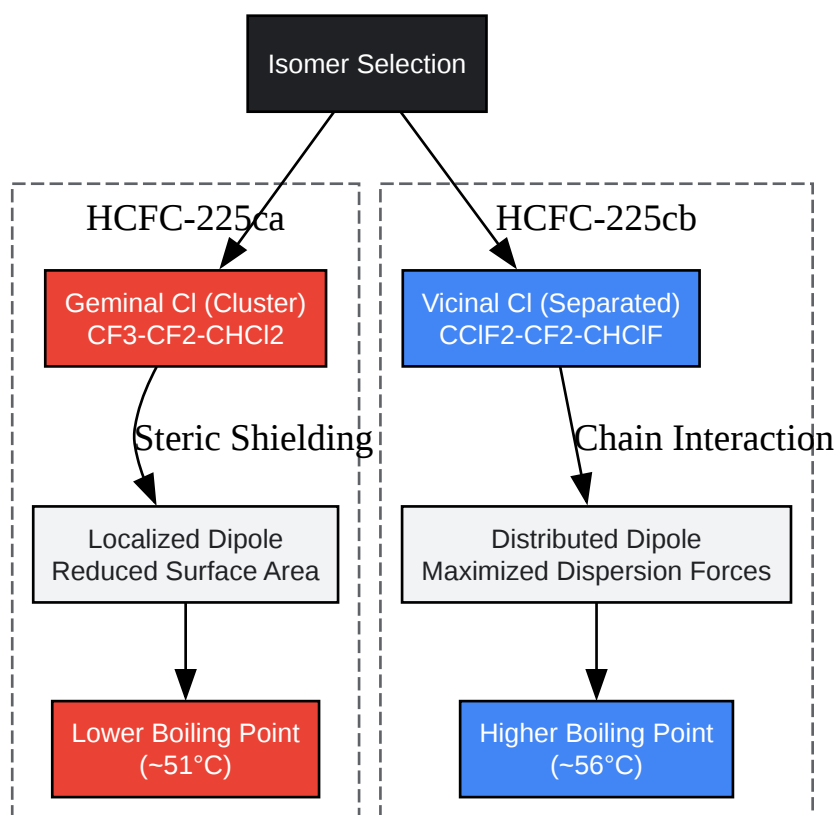 Isomer Selection
HCFC-225ca
HCFC-225cb
Geminal Cl (Cluster)
CF3-CF2-CHCl2
Vicinal Cl (Separated)
CClF2-CF2-CHClF
Steric Shielding
Chain Interaction
Localized Dipole
Reduced Surface Area
Distributed Dipole
Maximized Dispersion Forces
Lower Boiling Point
(~51°C)
Higher Boiling Point
(~56°C)